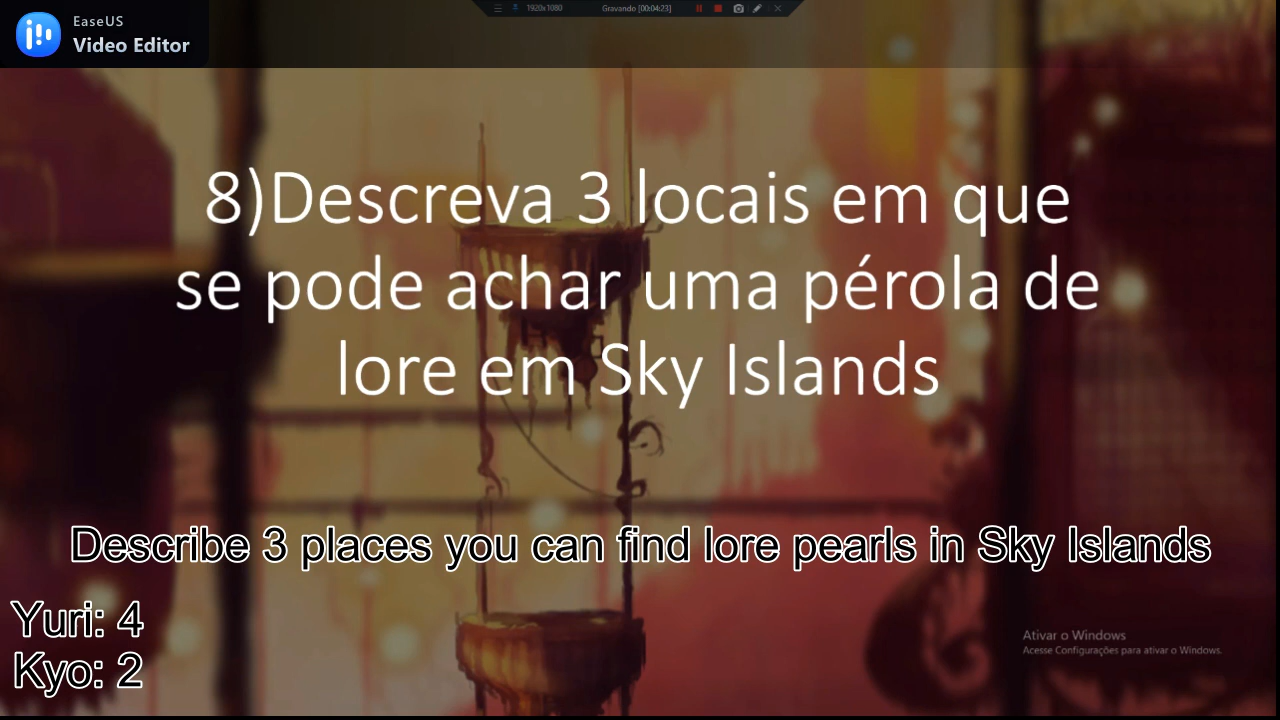 EaseUS
Video Editor
1920x1080
Gravando [00:04:23]
8)Descreva 3 locais em que
se pode achar uma pérola de
lore em Sky Islands
Describe 3 places you can find lore pearls in Sky Islands
Yuri: 4
Kyo: 2
Ativar o Windows
Acesse Configurações para ativar o Windows.